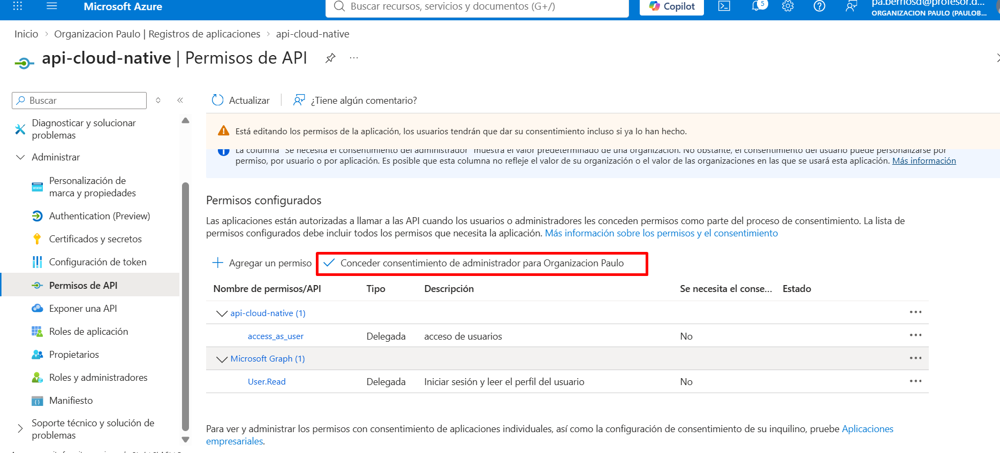 Microsoft Azure
Buscar recursos, servicios y documentos (G+/)
Copilot
5
pa.berriosd@profesor.d...
ORGANIZACION PAULO (PAULOB...
Inicio > Organizacion Paulo | Registros de aplicaciones > api-cloud-native
api-cloud-native | Permisos de API
Buscar
Actualizar
¿Tiene algún comentario?
Diagnosticar y solucionar
problemas
Administrar
Personalización de
marca y propiedades
Authentication (Preview)
Certificados y secretos
Configuración de token
Permisos de API
Exponer una API
Roles de aplicación
Propietarios
Roles y administradores
Manifiesto
Soporte técnico y solución de
problemas
Está editando los permisos de la aplicación, los usuarios tendrán que dar su consentimiento incluso si ya lo han hecho.
La columna "Se necesita el consentimiento del administrador" muestra el valor predeterminado de una organización. No obstante, el consentimiento del usuario puede personalizarse por
permiso, por usuario o por aplicación. Es posible que esta columna no refleje el valor de su organización o el valor de las organizaciones en las que se usará esta aplicación. Más información
Permisos configurados
Las aplicaciones están autorizadas a llamar a las API cuando los usuarios o administradores les conceden permisos como parte del proceso de consentimiento. La lista de
permisos configurados debe incluir todos los permisos que necesita la aplicación. Más información sobre los permisos y el consentimiento
Agregar un permiso
Conceder consentimiento de administrador para Organizacion Paulo
Nombre de permisos/API Tipo Descripción Se necesita el conse... Estado
api-cloud-native (1)
access_as_user Delegada acceso de usuarios No
Microsoft Graph (1)
User.Read Delegada Iniciar sesión y leer el perfil del usuario No
Para ver y administrar los permisos con consentimiento de aplicaciones individuales, así como la configuración de consentimiento de su inquilino, pruebe Aplicaciones
empresariales.